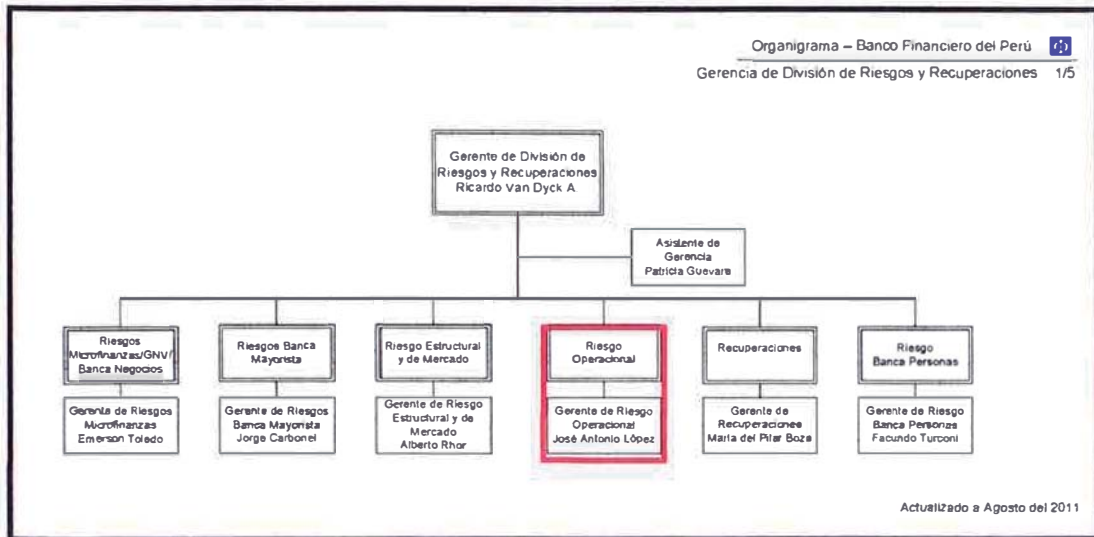 Organigrama – Banco Financiero del Perú
Gerencia de División de Riesgos y Recuperaciones 1/5
Gerente de División de
Riesgos y Recuperaciones
Ricardo Van Dyck A.
Asistente de
Gerencia
Patricia Guevara
Riesgos
Microfinanzas/GNV/
Banca Negocios
Riesgos Banca
Mayorista
Riesgo Estructural
y de Mercado
Riesgo
Operacional
Recuperaciones
Riesgo
Banca Personas
Gerente de Riesgos
Microfinanzas
Emerson Toledo
Gerente de Riesgos
Banca Mayorista
Jorge Carbonel
Gerente de Riesgo
Estructural y de
Mercado
Alberto Rhor
Gerente de Riesgo
Operacional
José Antonio López
Gerente de
Recuperaciones
María del Pilar Boza
Gerente de Riesgo
Banca Personas
Facundo Turconi
Actualizado a Agosto del 2011